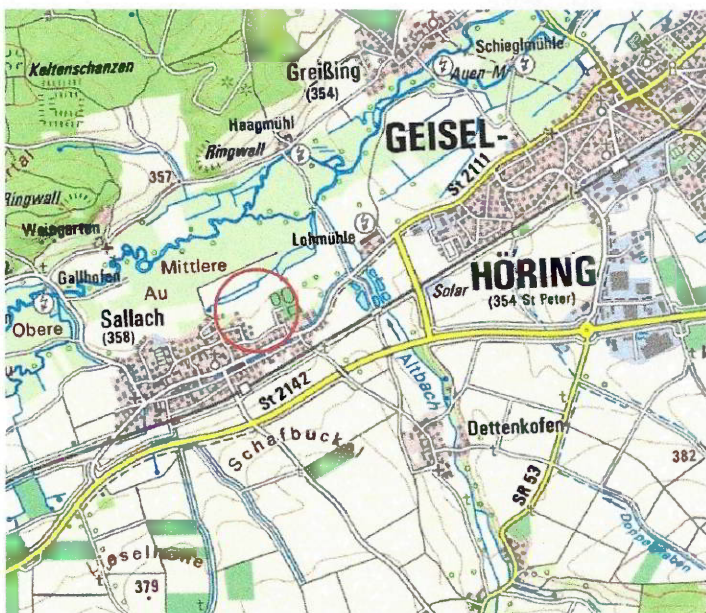 Schieglmühle
Keltenschanzen
Greißing
(354)
Auen-M
Haagmühl
GEISEL-
Ringwall
St 2111
357
Ringwall
Weingarten
Lohmühle
Gallhofen
Mittlere
Au
HÖRING
(354 St Peter)
Solar
Obere
Sallach
(358)
Altbach
St 2142
Dettenkofen
Schafbuckel
382
SR 53
379